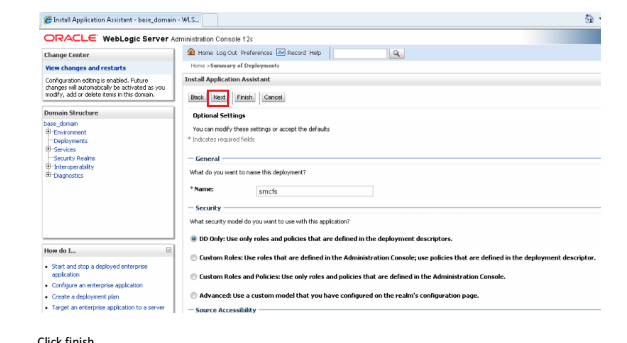 Install Application Assistant - base_domain - WLS...
ORACLE WebLogic Server Administration Console 12c
Change Center
View changes and restarts
Configuration editing is enabled. Future
changes will automatically be activated as you
modify, add or delete items in this domain.
Domain Structure
base_domain
Environment
Deployments
Services
Security Realms
Interoperability
Diagnostics
How do I...
Start and stop a deployed enterprise
application
Configure an enterprise application
Create a deployment plan
Target an enterprise application to a server
Home Log Out Preferences Record Help
Home >Summary of Deployments
Install Application Assistant
Back Next Finish Cancel
Optional Settings
You can modify these settings or accept the defaults
* Indicates required fields
General
What do you want to name this deployment?
* Name: smcfs
Security
What security model do you want to use with this application?
DD Only: Use only roles and policies that are defined in the deployment descriptors.
Custom Roles: Use roles that are defined in the Administration Console; use policies that are defined in the deployment descriptor.
Custom Roles and Policies: Use only roles and policies that are defined in the Administration Console.
Advanced: Use a custom model that you have configured on the realm's configuration page.
Source Accessibility
Click finish